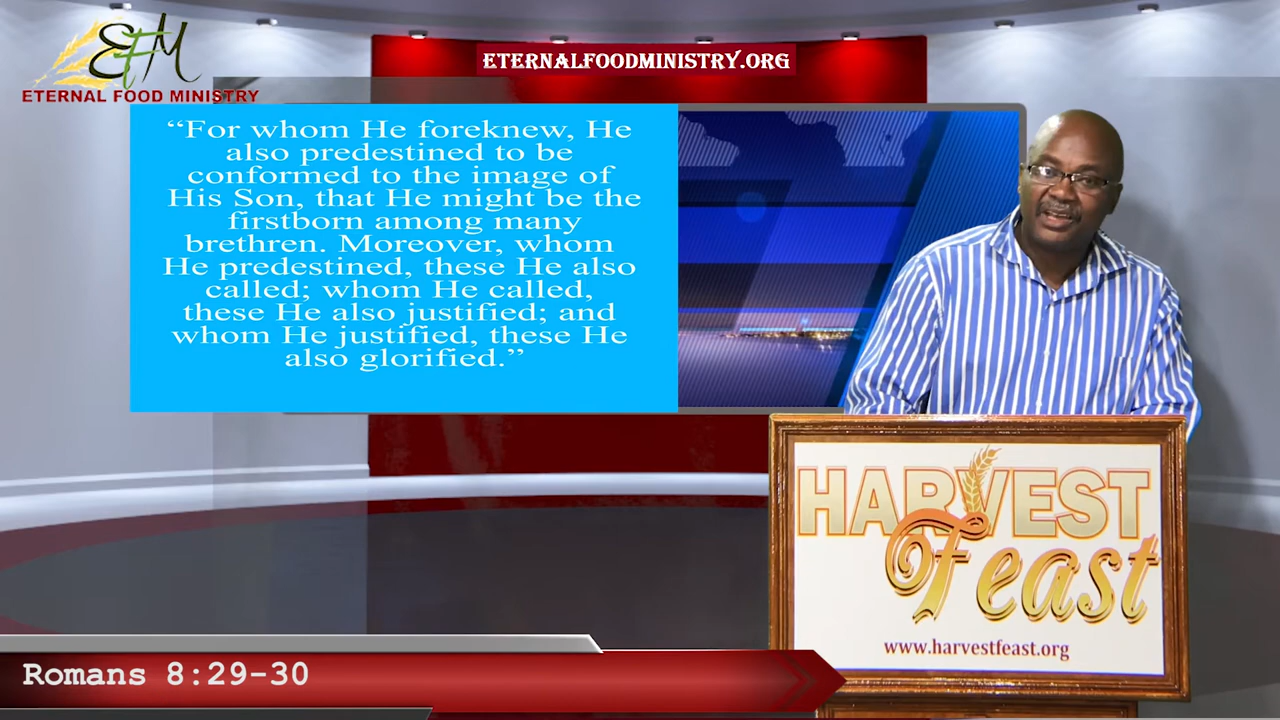 EFM
ETERNAL FOOD MINISTRY
ETERNALFOODMINISTRY.ORG
“For whom He foreknew, He
also predestined to be
conformed to the image of
His Son, that He might be the
firstborn among many
brethren. Moreover, whom
He predestined, these He also
called; whom He called,
these He also justified; and
whom He justified, these He
also glorified.”
HARVEST
Feast
www.harvestfeast.org
Romans 8:29-30